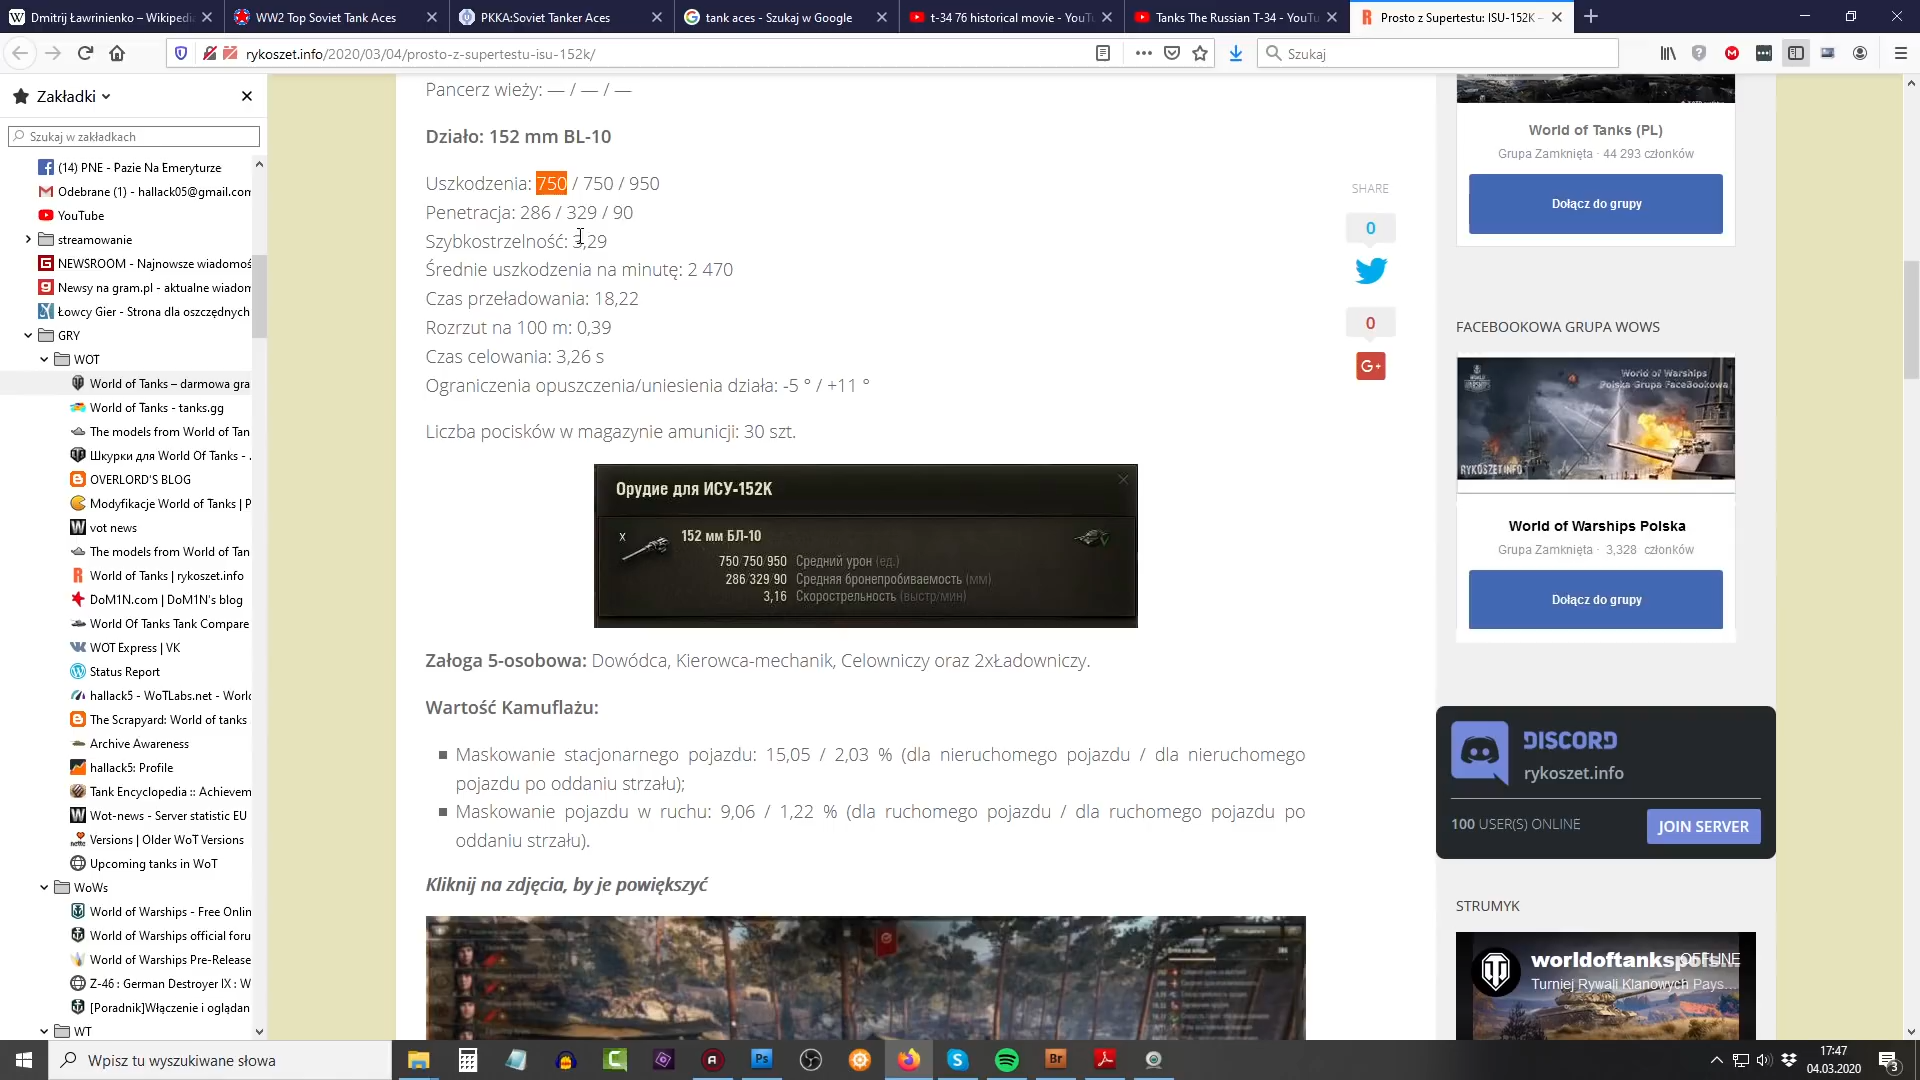 Dmitrij Ławrinienko – Wikipedi
WW2 Top Soviet Tank Aces
PKKA:Soviet Tanker Aces
tank aces - Szukaj w Google
t-34 76 historical movie - YouTu
Tanks The Russian T-34 - YouTu
Prosto z Supertestu: ISU-152K –
rykoszet.info/2020/03/04/prosto-z-supertestu-isu-152k/
Szukaj
Zakładki
Szukaj w zakładkach
(14) PNE - Pazie Na Emeryturze
Odebrane (1) - hallack05@gmail.com
YouTube
streamowanie
NEWSROOM - Najnowsze wiadomoś
Newsy na gram.pl - aktualne wiadom
Łowcy Gier - Strona dla oszczędnych
GRY
WOT
World of Tanks – darmowa gra
World of Tanks - tanks.gg
The models from World of Tan
Шкурки для World Of Tanks -
OVERLORD'S BLOG
Modyfikacje World of Tanks | P
vot news
The models from World of Tan
World of Tanks | rykoszet.info
DoM1N.com | DoM1N's blog
World Of Tanks Tank Compare
WOT Express | VK
Status Report
hallack5 - WoTLabs.net - World
The Scrapyard: World of tanks
Archive Awareness
hallack5: Profile
Tank Encyclopedia :: Achievem
Wot-news - Server statistic EU
Versions | Older WoT Versions
Upcoming tanks in WoT
WoWs
World of Warships - Free Onlin
World of Warships official foru
World of Warships Pre-Release
Z-46 : German Destroyer IX : W
[Poradnik]Włączenie i oglądan
WT
Pancerz wieży: — / — / —
Działo: 152 mm BL-10
Uszkodzenia: 750 / 750 / 950
Penetracja: 286 / 329 / 90
Szybkostrzelność: 3,29
Średnie uszkodzenia na minutę: 2 470
Czas przeładowania: 18,22
Rozrzut na 100 m: 0,39
Czas celowania: 3,26 s
Ograniczenia opuszczenia/uniesienia działa: -5 ° / +11 °
Liczba pocisków w magazynie amunicji: 30 szt.
Орудие для ИСУ-152К
x
152 мм БЛ-10
750 750 950 Средний урон (ед.)
286 329 90 Средняя бронепробиваемость (мм)
3,16 Скорострельность (выстр/мин)
Załoga 5-osobowa: Dowódca, Kierowca-mechanik, Celowniczy oraz 2xŁadowniczy.
Wartość Kamuflażu:
Maskowanie stacjonarnego pojazdu: 15,05 / 2,03 % (dla nieruchomego pojazdu / dla nieruchomego
pojazdu po oddaniu strzału);
Maskowanie pojazdu w ruchu: 9,06 / 1,22 % (dla ruchomego pojazdu / dla ruchomego pojazdu po
oddaniu strzału).
Kliknij na zdjęcia, by je powiększyć
SHARE
0
0
G+
World of Tanks (PL)
Grupa Zamknięta · 44 293 członków
Dołącz do grupy
FACEBOOKOWA GRUPA WOWS
World of Warships
Polska Grupa FaceBookowa
RYKOSZET.INFO
World of Warships Polska
Grupa Zamknięta · 3,328 członków
Dołącz do grupy
DISCORD
rykoszet.info
100 USER(S) ONLINE
JOIN SERVER
STRUMYK
worldoftankspols...
OFFLINE
Turniej Rywali Klanowych Pays...
Wpisz tu wyszukiwane słowa
17:47
04.03.2020
3